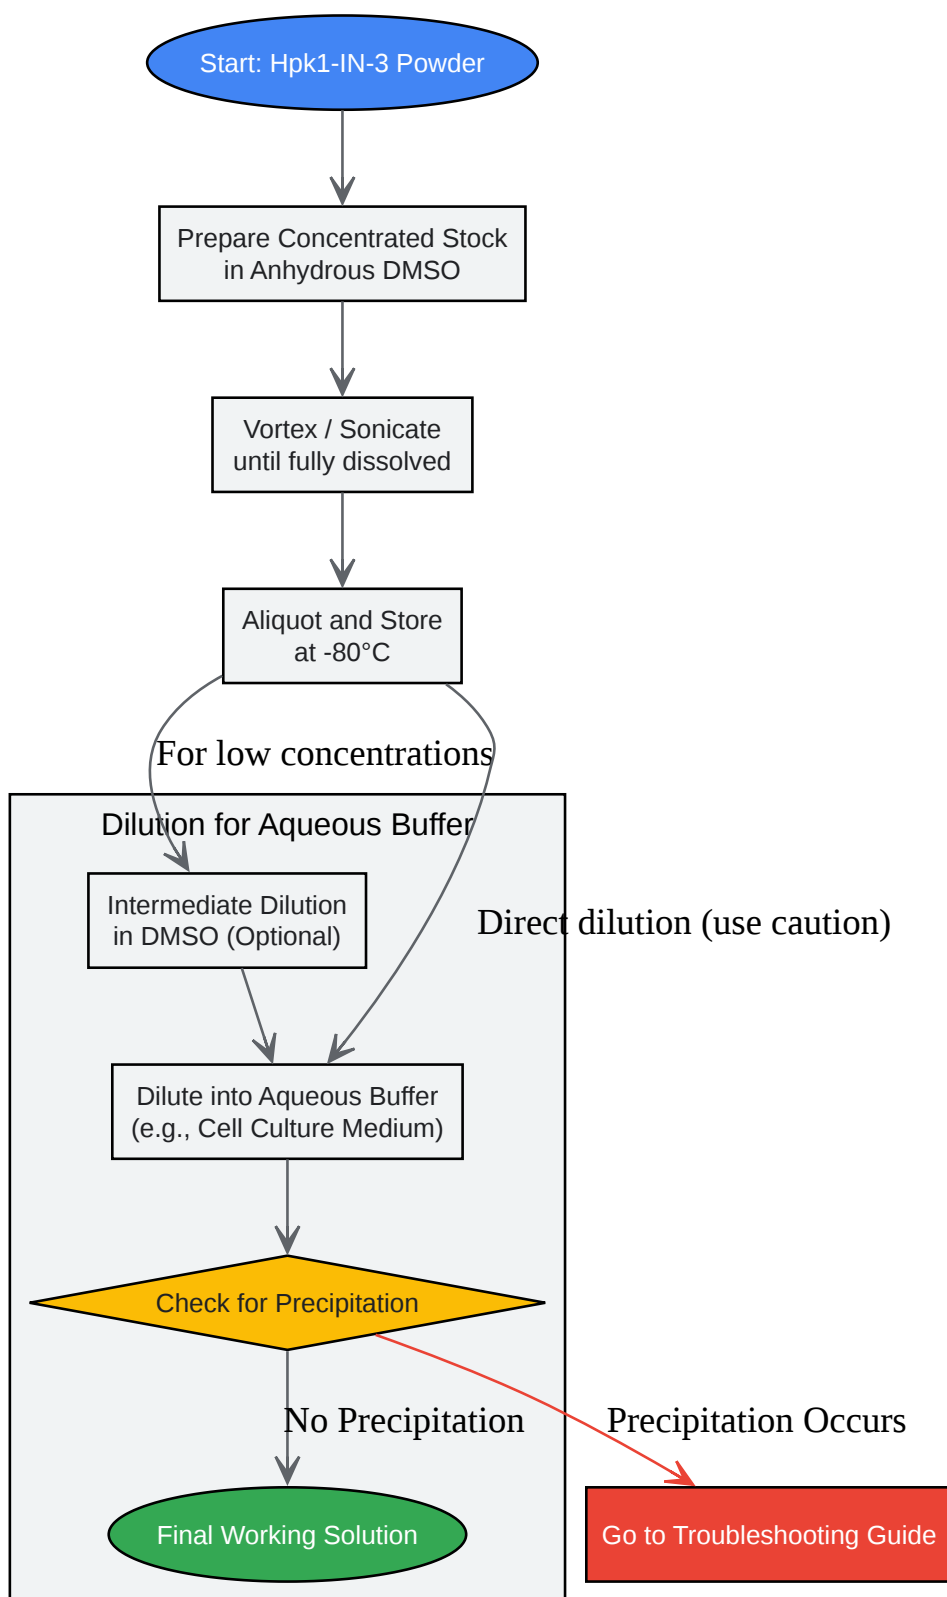 Start: Hpk1-IN-3 Powder
Prepare Concentrated Stock
in Anhydrous DMSO
Vortex / Sonicate
until fully dissolved
Aliquot and Store
at -80°C
For low concentrations
Dilution for Aqueous Buffer
Intermediate Dilution
in DMSO (Optional)
Direct dilution (use caution)
Dilute into Aqueous Buffer
(e.g., Cell Culture Medium)
Check for Precipitation
No Precipitation
Precipitation Occurs
Final Working Solution
Go to Troubleshooting Guide